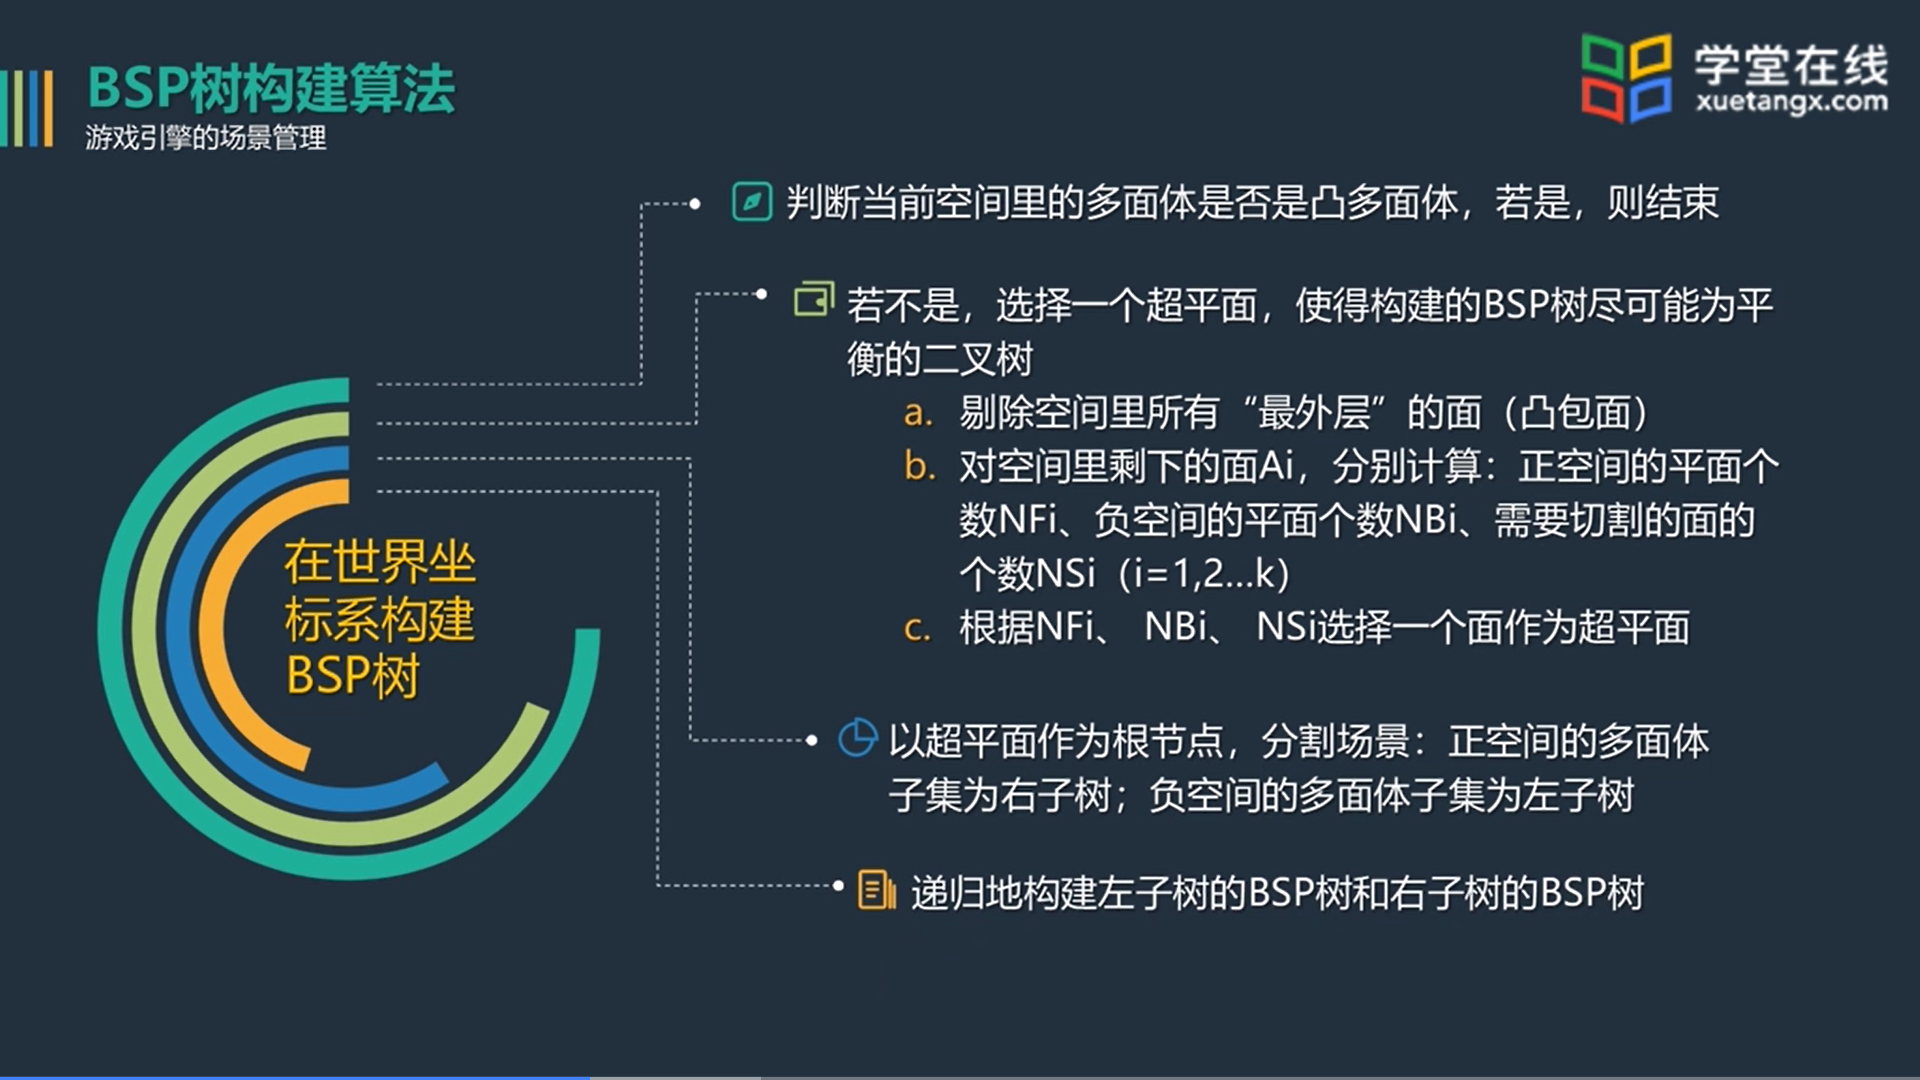 BSP树构建算法
游戏引擎的场景管理
学堂在线
xuetangx.com
判断当前空间里的多面体是否是凸多面体，若是，则结束
若不是，选择一个超平面，使得构建的BSP树尽可能为平
衡的二叉树
a. 剔除空间里所有“最外层”的面（凸包面）
b. 对空间里剩下的面Ai，分别计算：正空间的平面个
数NFi、负空间的平面个数NBi、需要切割的面的
个数NSi（i=1,2...k）
c. 根据NFi、 NBi、 NSi选择一个面作为超平面
在世界坐
标系构建
BSP树
以超平面作为根节点，分割场景：正空间的多面体
子集为右子树；负空间的多面体子集为左子树
递归地构建左子树的BSP树和右子树的BSP树